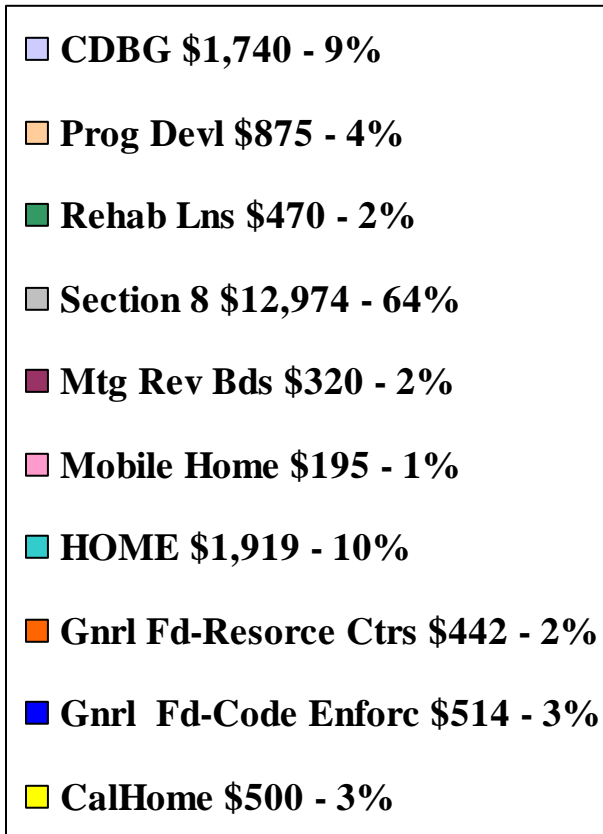 CDBG $1,740 - 9%
Prog Devl $875 - 4%
Rehab Lns $470 - 2%
Section 8 $12,974 - 64%
Mtg Rev Bds $320 - 2%
Mobile Home $195 - 1%
HOME $1,919 - 10%
Gnrl Fd-Resorce Ctrs $442 - 2%
Gnrl Fd-Code Enforc $514 - 3%
CalHome $500 - 3%